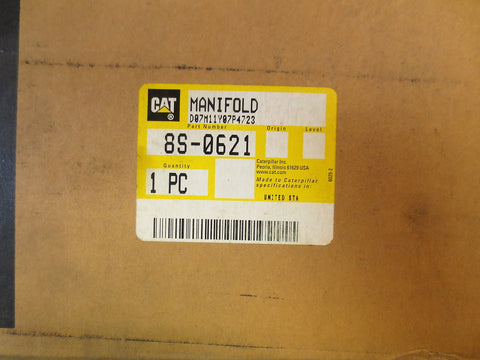 CAT®
MANIFOLD
D07M11Y07P4723
Part Number
Origin
Level
8S-0621
Caterpillar Inc.
Peoria, Illinois 61629-USA
www.cat.com
Quantity
1 PC
Made to Caterpillar
specifications in:
UNITED STA